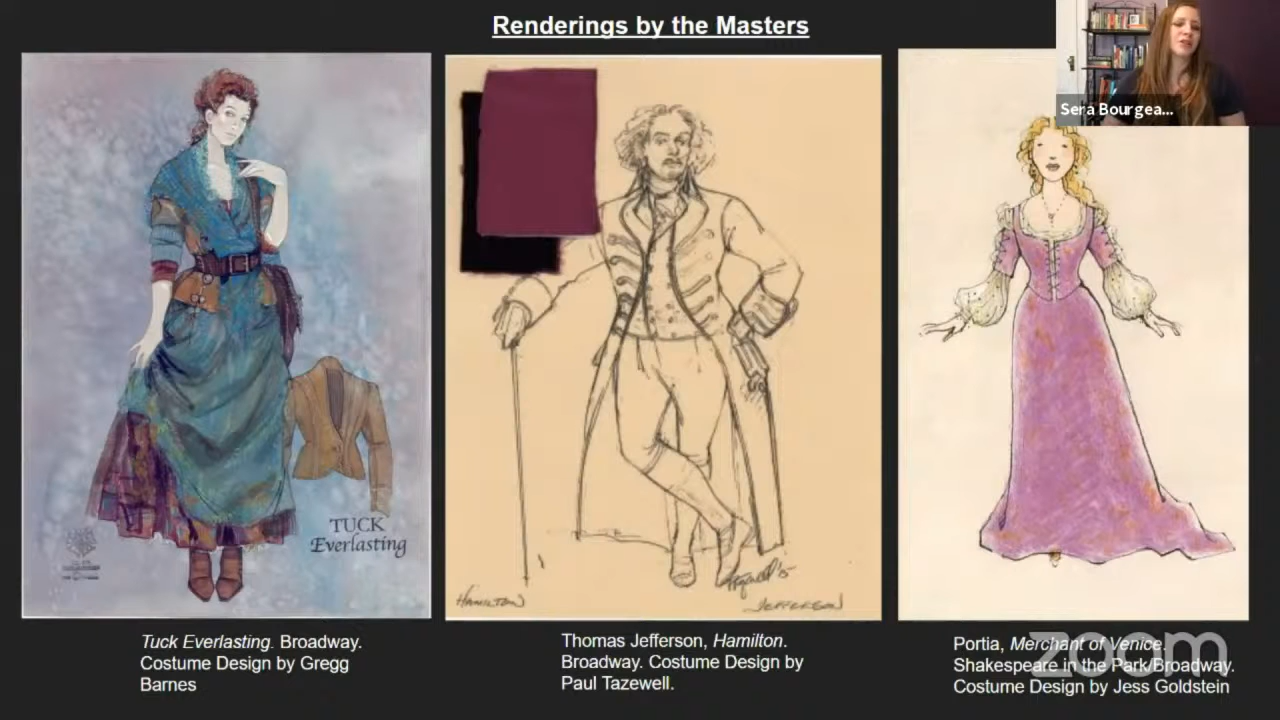 Renderings by the Masters
Sera Bourgea...
TUCK
Everlasting
HAMILTON
JEFFERSON
Tuck Everlasting. Broadway.
Costume Design by Gregg
Barnes
Thomas Jefferson, Hamilton.
Broadway. Costume Design by
Paul Tazewell.
Portia, Merchant of Venice.
Shakespeare in the Park/Broadway.
Costume Design by Jess Goldstein
zoom